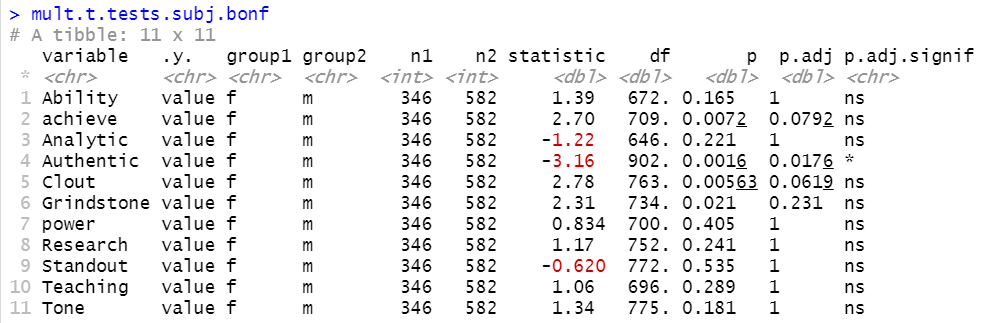 > mult.t.tests.subj.bonf
# A tibble: 11 x 11
variable .y. group1 group2 n1 n2 statistic df p p.adj p.adj.signif
* <chr> <chr> <chr> <chr> <int> <int> <dbl> <dbl> <dbl> <dbl> <chr>
1 Ability value f m 346 582 1.39 672. 0.165 1 ns
2 achieve value f m 346 582 2.70 709. 0.0072 0.0792 ns
3 Analytic value f m 346 582 -1.22 646. 0.221 1 ns
4 Authentic value f m 346 582 -3.16 902. 0.0016 0.0176 *
5 Clout value f m 346 582 2.78 763. 0.00563 0.0619 ns
6 Grindstone value f m 346 582 2.31 734. 0.021 0.231 ns
7 power value f m 346 582 0.834 700. 0.405 1 ns
8 Research value f m 346 582 1.17 752. 0.241 1 ns
9 Standout value f m 346 582 -0.620 772. 0.535 1 ns
10 Teaching value f m 346 582 1.06 696. 0.289 1 ns
11 Tone value f m 346 582 1.34 775. 0.181 1 ns